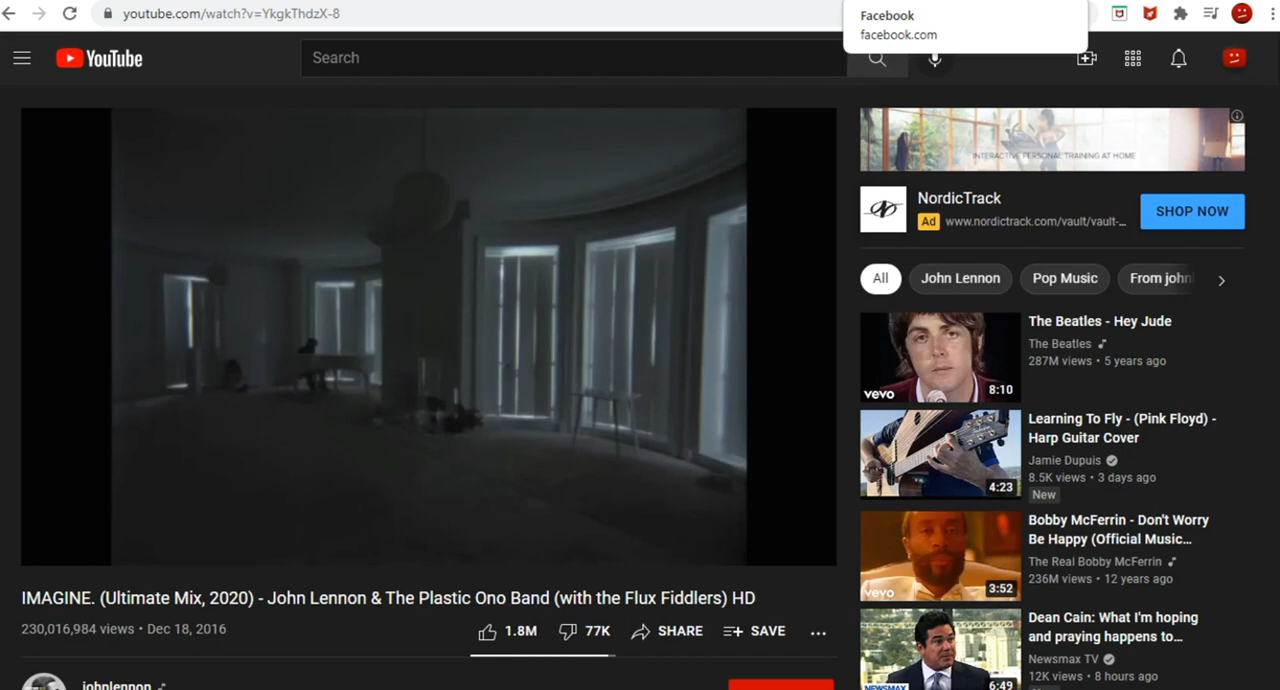 youtube.com/watch?v=YkgkThdzX-8
Facebook
facebook.com
YouTube
Search
INTERACTIVE PERSONAL TRAINING AT HOME
NordicTrack
Ad www.nordictrack.com/vault/vault-...
SHOP NOW
All
John Lennon
Pop Music
From john
The Beatles - Hey Jude
The Beatles
287M views • 5 years ago
vevo
8:10
Learning To Fly - (Pink Floyd) -
Harp Guitar Cover
Jamie Dupuis
8.5K views • 3 days ago
New
4:23
Bobby McFerrin - Don't Worry
Be Happy (Official Music...
The Real Bobby McFerrin
236M views • 12 years ago
vevo
3:52
Dean Cain: What I'm hoping
and praying happens to...
Newsmax TV
12K views • 8 hours ago
NEWSMAX
6:49
IMAGINE. (Ultimate Mix, 2020) - John Lennon & The Plastic Ono Band (with the Flux Fiddlers) HD
230,016,984 views • Dec 18, 2016
1.8M
77K
SHARE
SAVE
johnlennon